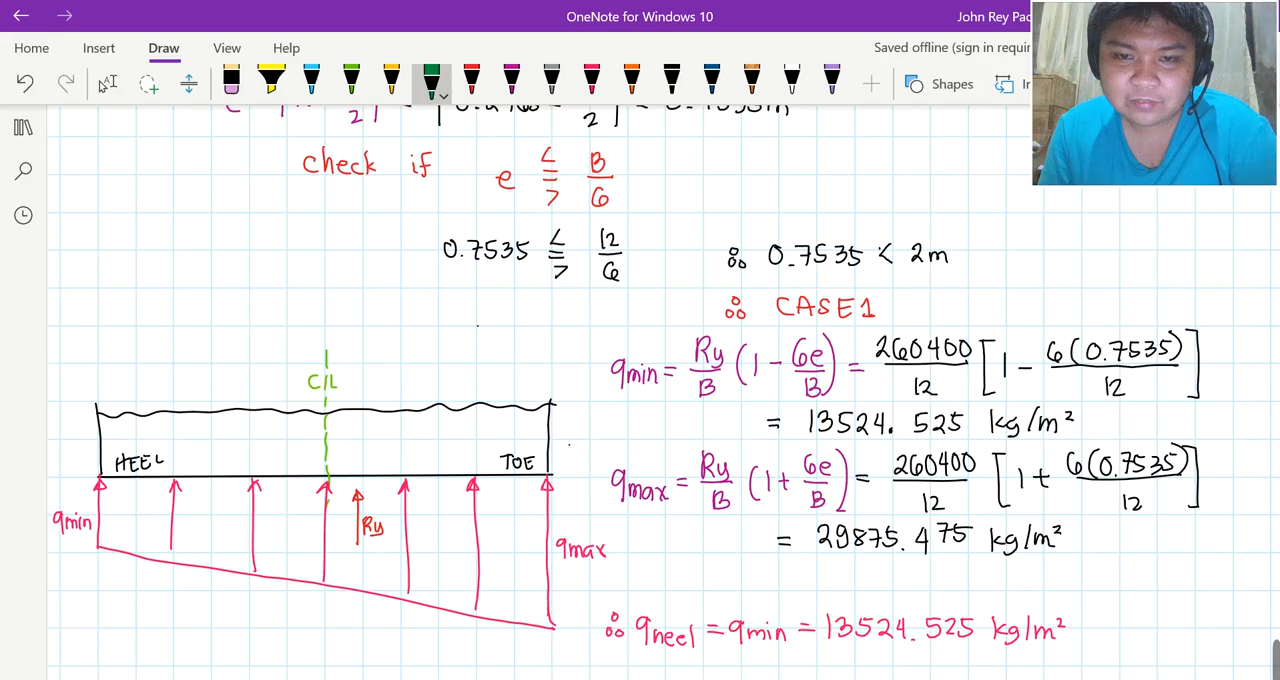 OneNote for Windows 10
John Rey Pac
Home Insert Draw View Help
Saved offline (sign in requir
Shapes
In
2
2
check if e ≤ > B/6
0.7535 ≤ > 12/6
∴ 0.7535 < 2m
∴ CASE 1
qmin = Ry/B (1 - 6e/B) = 260400/12 [1 - 6(0.7535)/12]
= 13524.525 kg/m²
qmax = Ry/B (1 + 6e/B) = 260400/12 [1 + 6(0.7535)/12]
= 29875.475 kg/m²
∴ qheel = qmin = 13524.525 kg/m²
C/L
HEEL
TOE
qmin
Ry
qmax